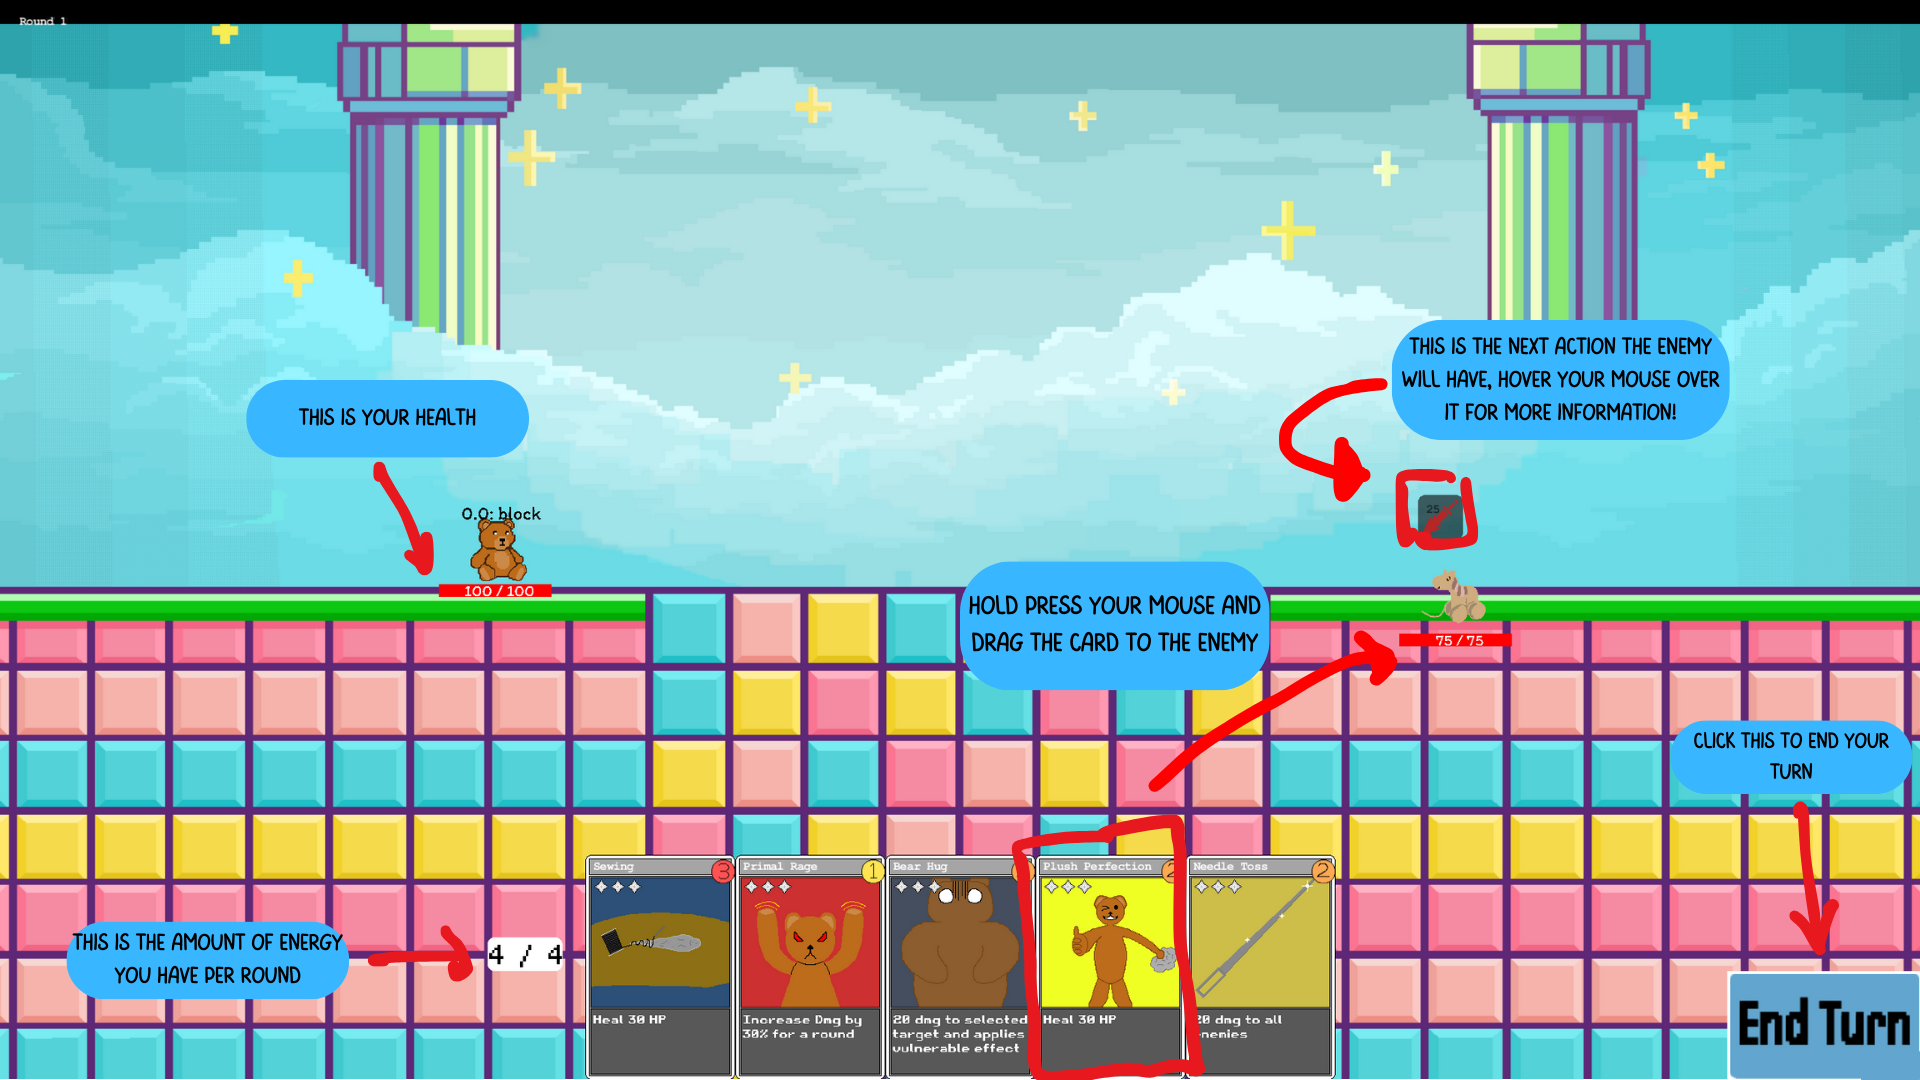 Round 1
THIS IS THE NEXT ACTION THE ENEMY
WILL HAVE, HOVER YOUR MOUSE OVER
IT FOR MORE INFORMATION!
THIS IS YOUR HEALTH
25
0.0: block
100 / 100
HOLD PRESS YOUR MOUSE AND
DRAG THE CARD TO THE ENEMY
75 / 75
CLICK THIS TO END YOUR
TURN
THIS IS THE AMOUNT OF ENERGY
YOU HAVE PER ROUND
4 / 4
Sewing
3
Heal 30 HP
Primal Rage
1
Increase Dmg by
30% for a round
Bear Hug
20 dmg to selected
target and applies
vulnerable effect
Plush Perfection
2
Heal 30 HP
Needle Toss
2
dmg to all
End Turn